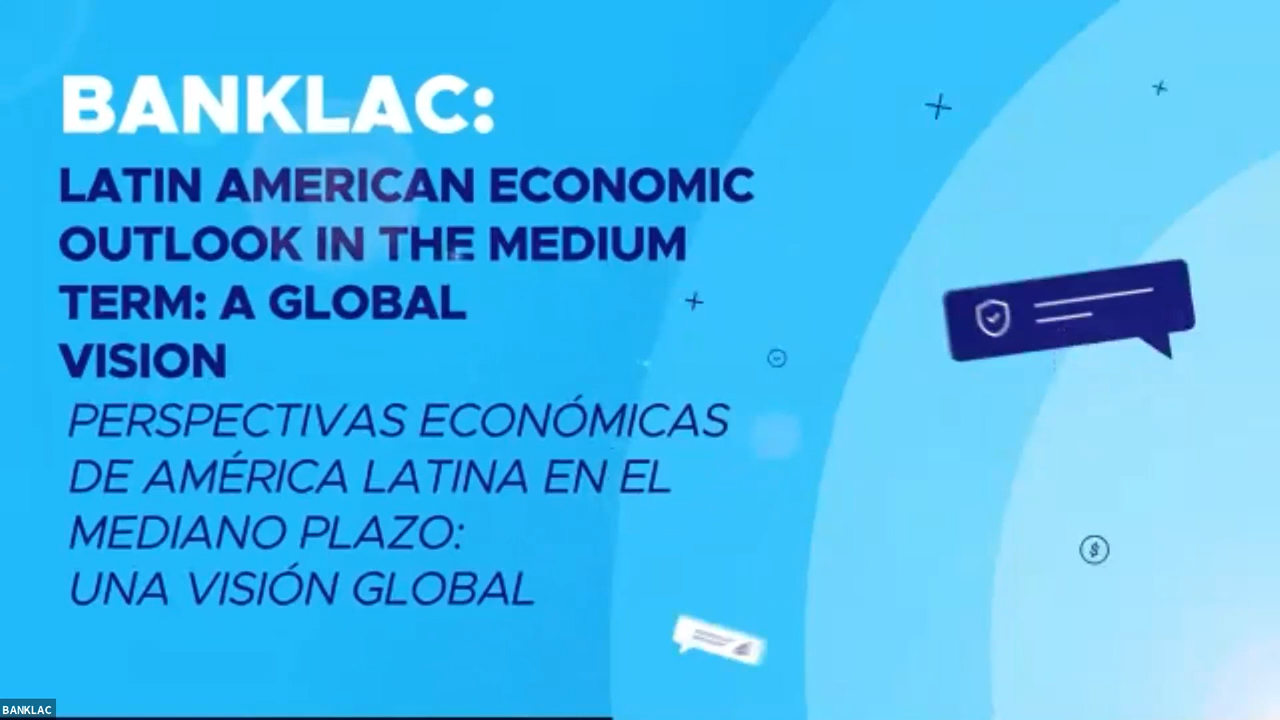 BANKLAC:
LATIN AMERICAN ECONOMIC
OUTLOOK IN THE MEDIUM
TERM: A GLOBAL
VISION
PERSPECTIVAS ECONÓMICAS
DE AMÉRICA LATINA EN EL
MEDIANO PLAZO:
UNA VISIÓN GLOBAL
$
BANKLAC